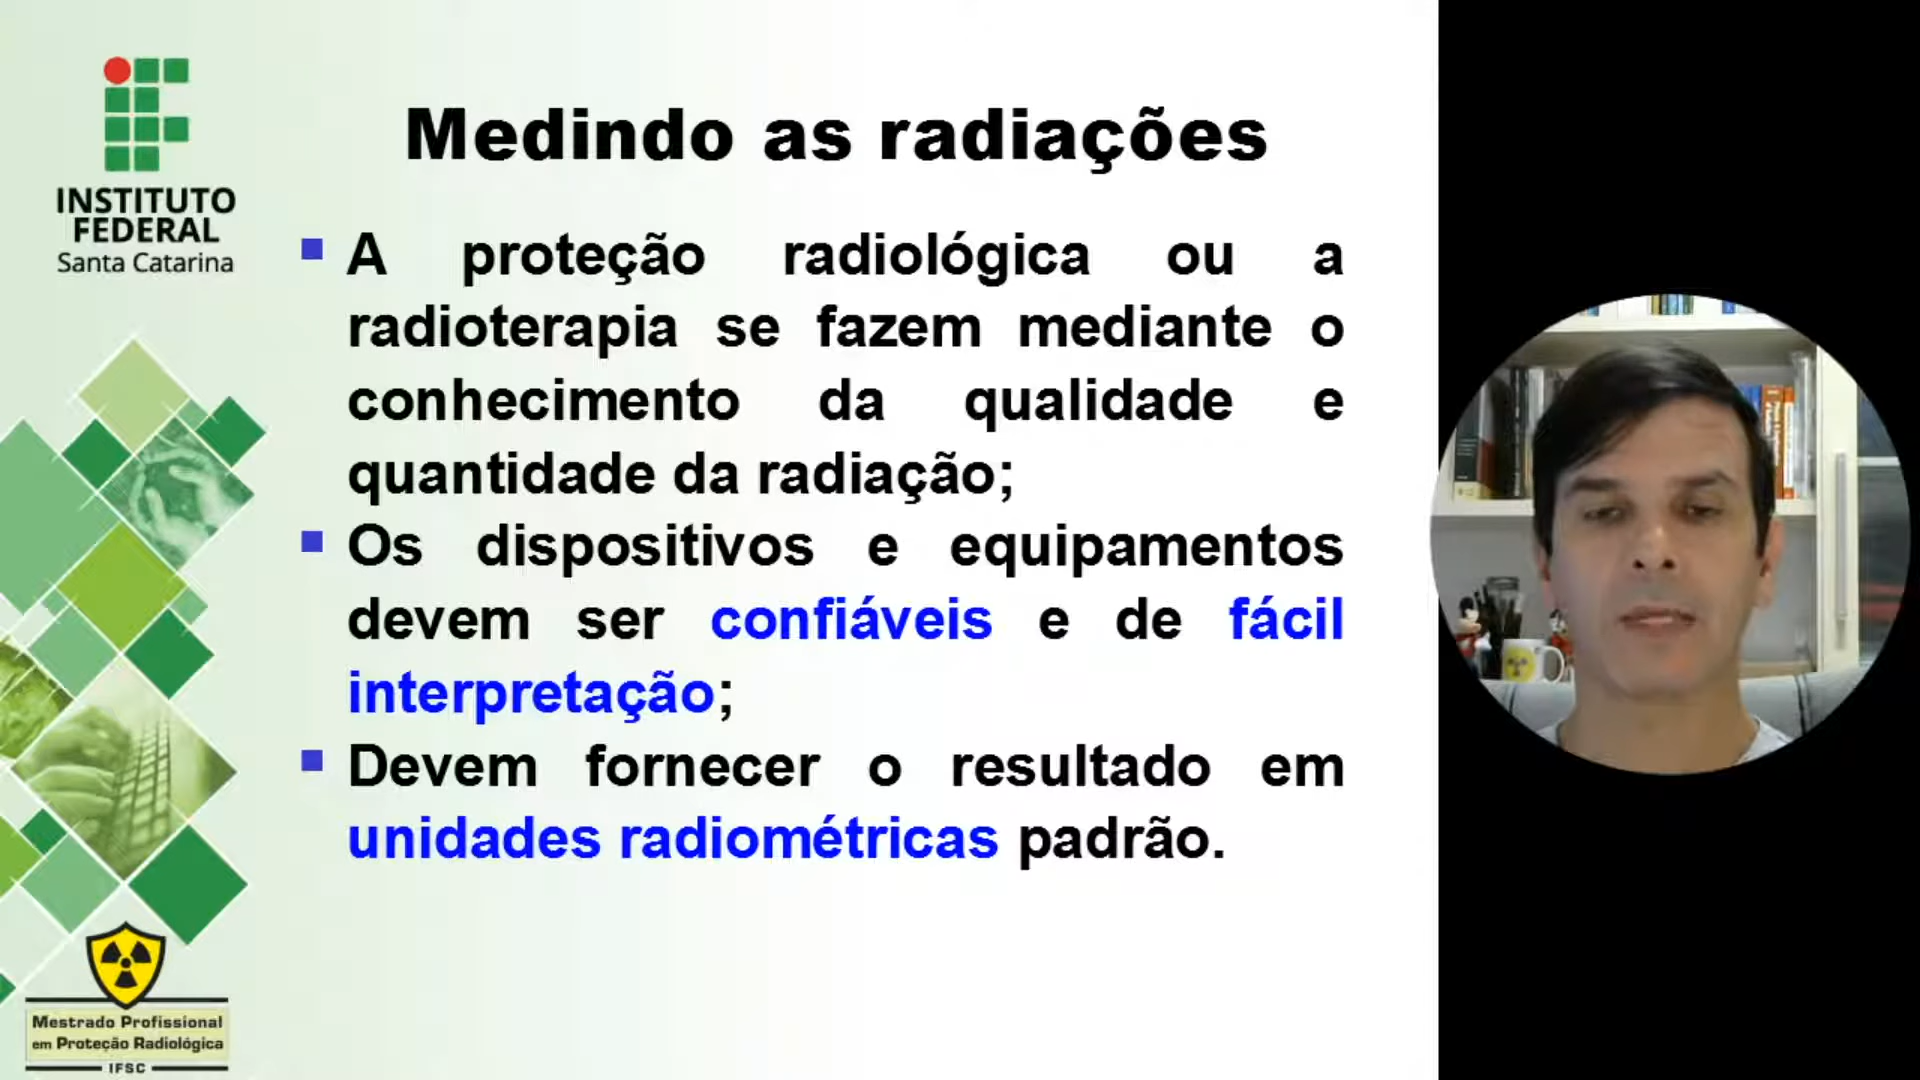 INSTITUTO
FEDERAL
Santa Catarina
Medindo as radiações
A proteção radiológica ou a
radioterapia se fazem mediante o
conhecimento da qualidade e
quantidade da radiação;
Os dispositivos e equipamentos
devem ser confiáveis e de fácil
interpretação;
Devem fornecer o resultado em
unidades radiométricas padrão.
Mestrado Profissional
em Proteção Radiológica
IFSC